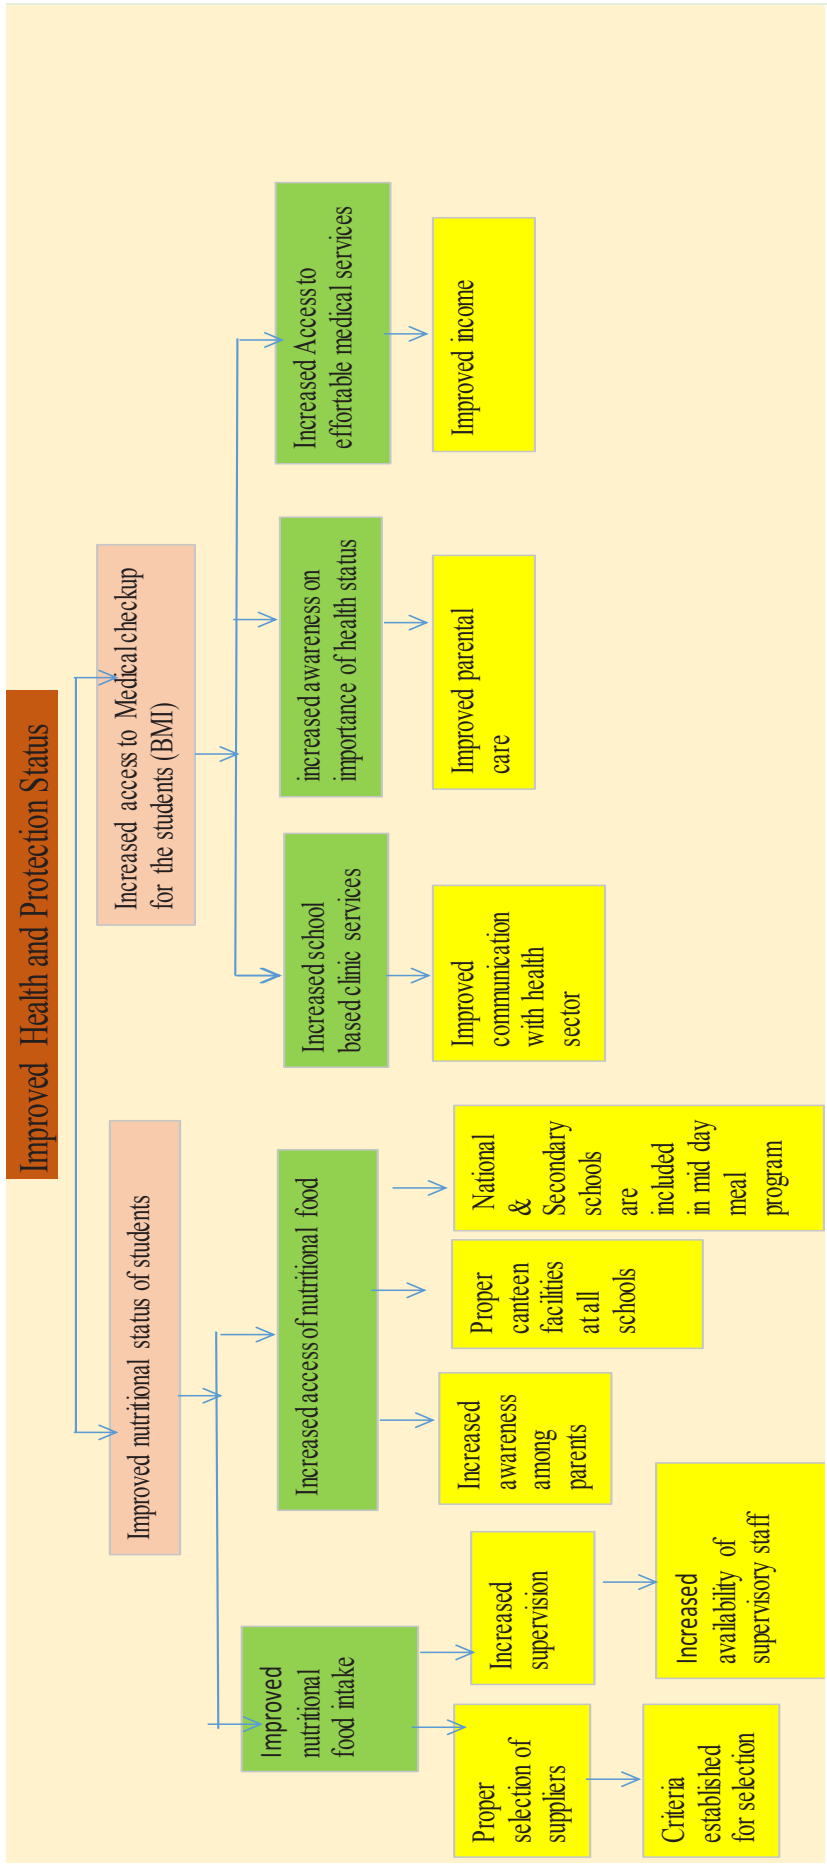 Improved Health and Protection Status
Improved nutritional status of students
Increased access to Medical checkup
for the students (BMI)
Improved
nutritional
food intake
Increased access of nutritional food
Increased school
based clinic services
increased awareness on
importance of health status
Increased Access to
effortable medical services
Proper
selection of
suppliers
Increased
supervision
Increased
awareness
among
parents
Proper
canteen
facilities
at all
schools
National
&
Secondary
schools
are
included
in mid day
meal
program
Improved
communication
with health
sector
Improved parental
care
Improved income
Criteria
established
for selection
Increased
availability of
supervisory staff